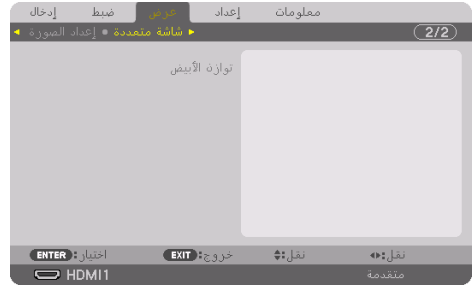 إدخال ضبط عرض إعداد معلومات
شاشة متعددة • إعداد الصورة 2/2
توازن الأبيض
ENTER: اختيار EXIT: خروج نقل: نقل:
HDMI1 متقدمة